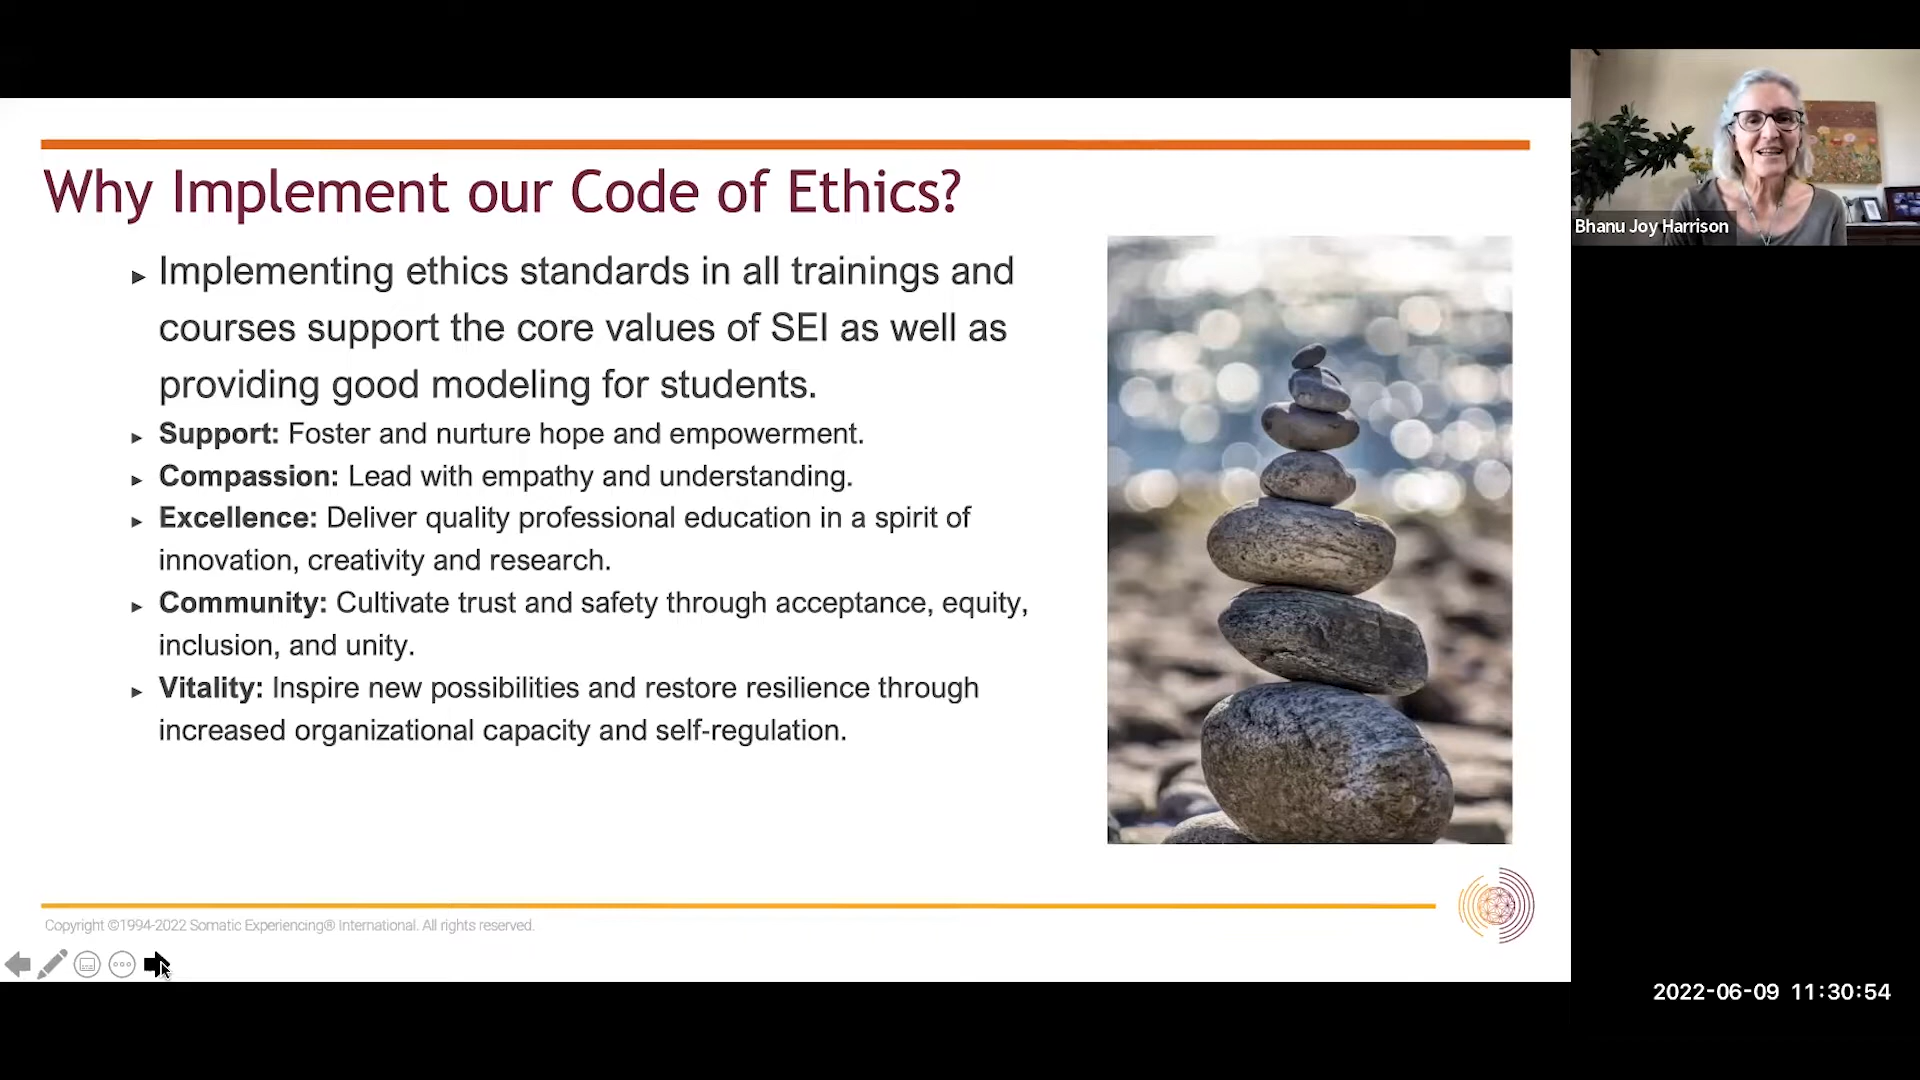 Why Implement our Code of Ethics?
▸ Implementing ethics standards in all trainings and
courses support the core values of SEI as well as
providing good modeling for students.
▸ Support: Foster and nurture hope and empowerment.
▸ Compassion: Lead with empathy and understanding.
▸ Excellence: Deliver quality professional education in a spirit of
innovation, creativity and research.
▸ Community: Cultivate trust and safety through acceptance, equity,
inclusion, and unity.
▸ Vitality: Inspire new possibilities and restore resilience through
increased organizational capacity and self-regulation.
Copyright ©1994-2022 Somatic Experiencing® International. All rights reserved.
Bhanu Joy Harrison
2022-06-09 11:30:54